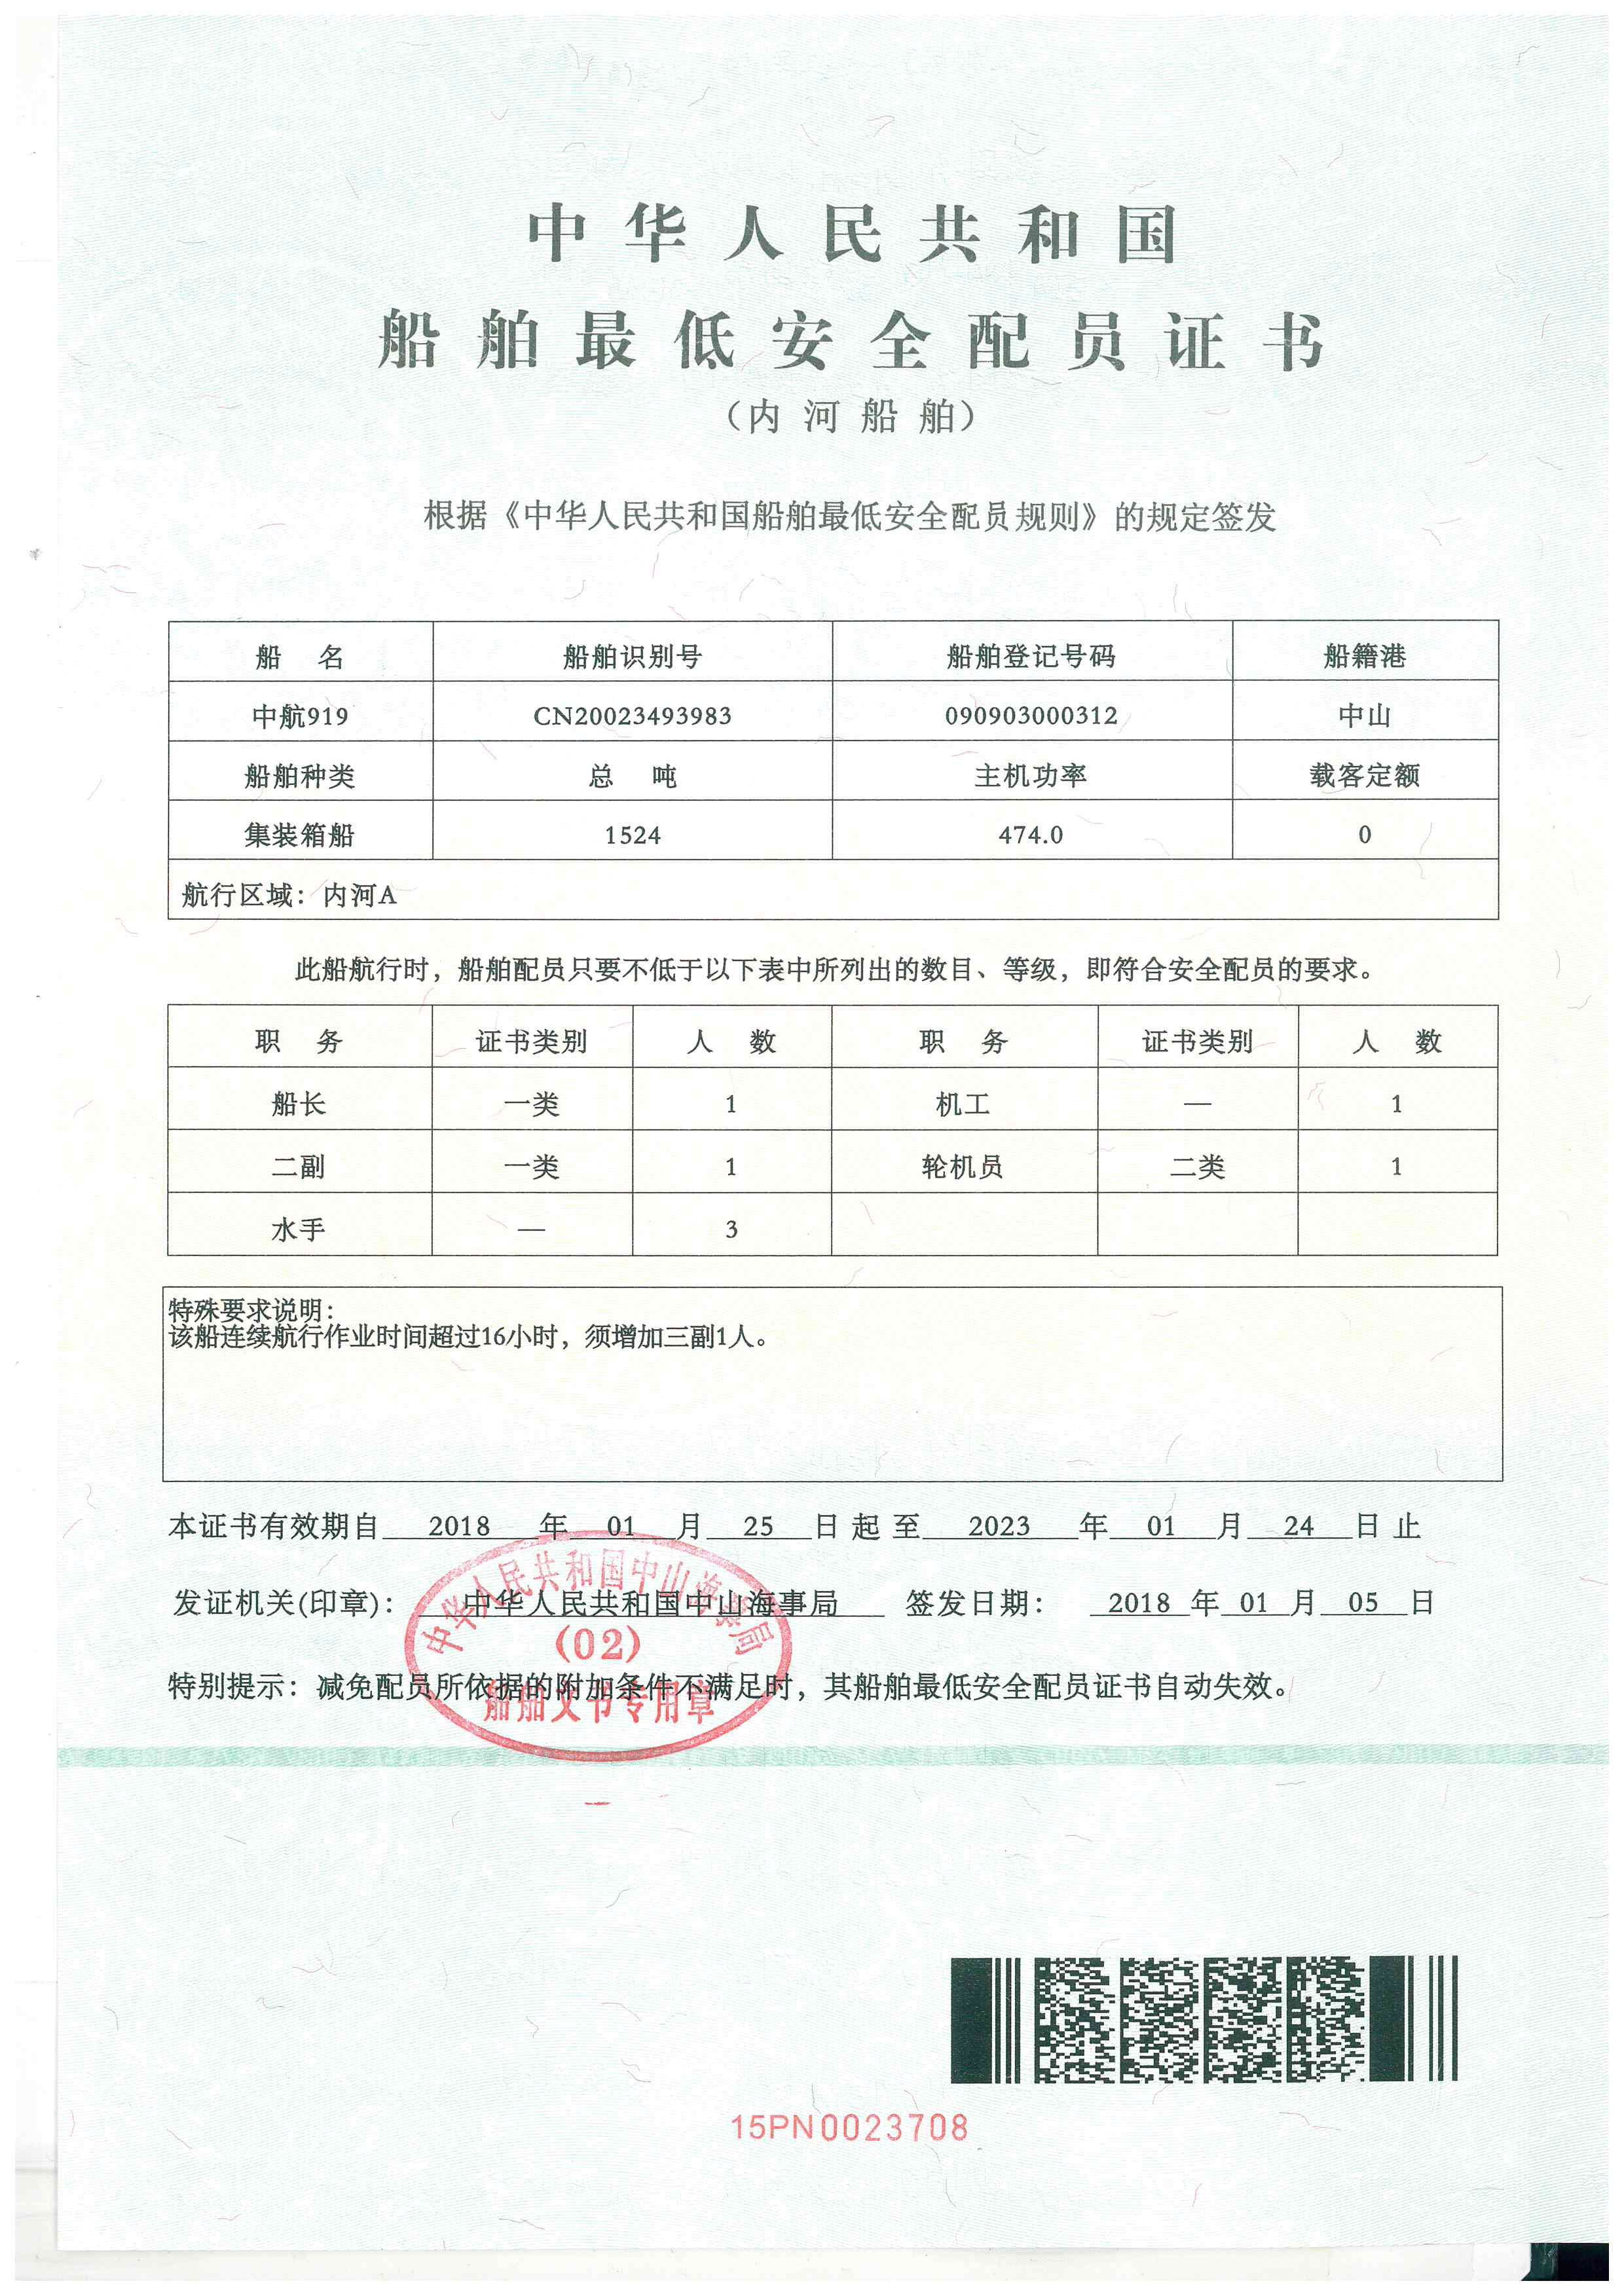 中华人民共和国
船舶最低安全配员证书
（内河船舶）
根据《中华人民共和国船舶最低安全配员规则》的规定签发
船 名 船舶识别号 船舶登记号码 船籍港
中航919 CN20023493983 090903000312 中山
船舶种类 总 吨 主机功率 载客定额
集装箱船 1524 474.0 0
航行区域：内河A
此船航行时，船舶配员只要不低于以下表中所列出的数目、等级，即符合安全配员的要求。
职 务 证书类别 人 数 职 务 证书类别 人 数
船长 一类 1 机工 — 1
二副 一类 1 轮机员 二类 1
水手 — 3
特殊要求说明：
该船连续航行作业时间超过16小时，须增加三副1人。
本证书有效期自 2018 年 01 月 25 日起至 2023 年 01 月 24 日止
发证机关(印章)： 中华人民共和国中山海事局 签发日期： 2018 年 01 月 05 日
中华人民共和国中山海事局
(02)
船舶文书专用章
特别提示：减免配员所依据的附加条件不满足时，其船舶最低安全配员证书自动失效。
15PN0023708